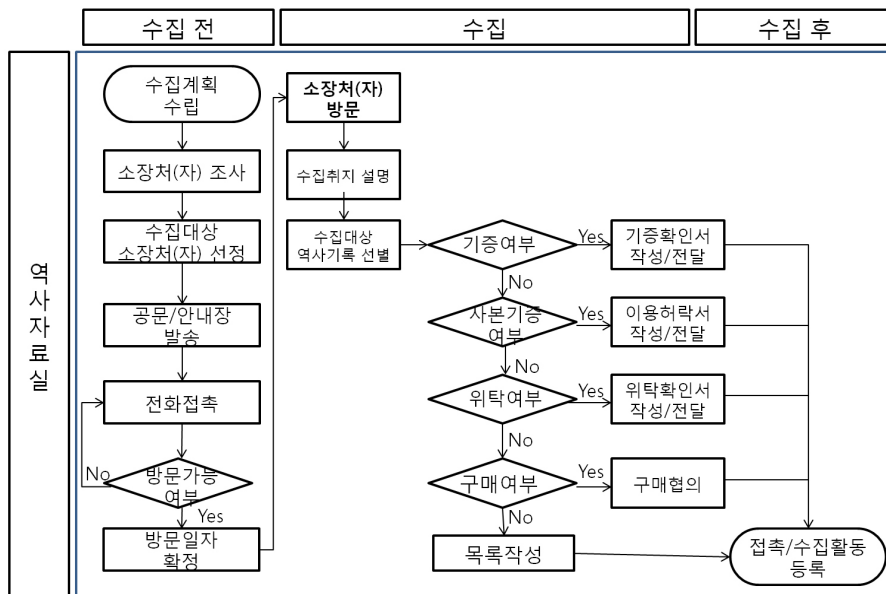 수집 전
수집
수집 후
역사자료실
수집계획
수립
소장처(자) 조사
수집대상
소장처(자) 선정
공문/안내장
발송
전화접촉
방문가능
여부
No
Yes
방문일자
확정
소장처(자)
방문
수집취지 설명
수집대상
역사기록 선별
기증여부
Yes
기증확인서
작성/전달
No
사본기증
여부
Yes
이용허락서
작성/전달
No
위탁여부
Yes
위탁확인서
작성/전달
No
구매여부
Yes
구매협의
No
목록작성
접촉/수집활동
등록